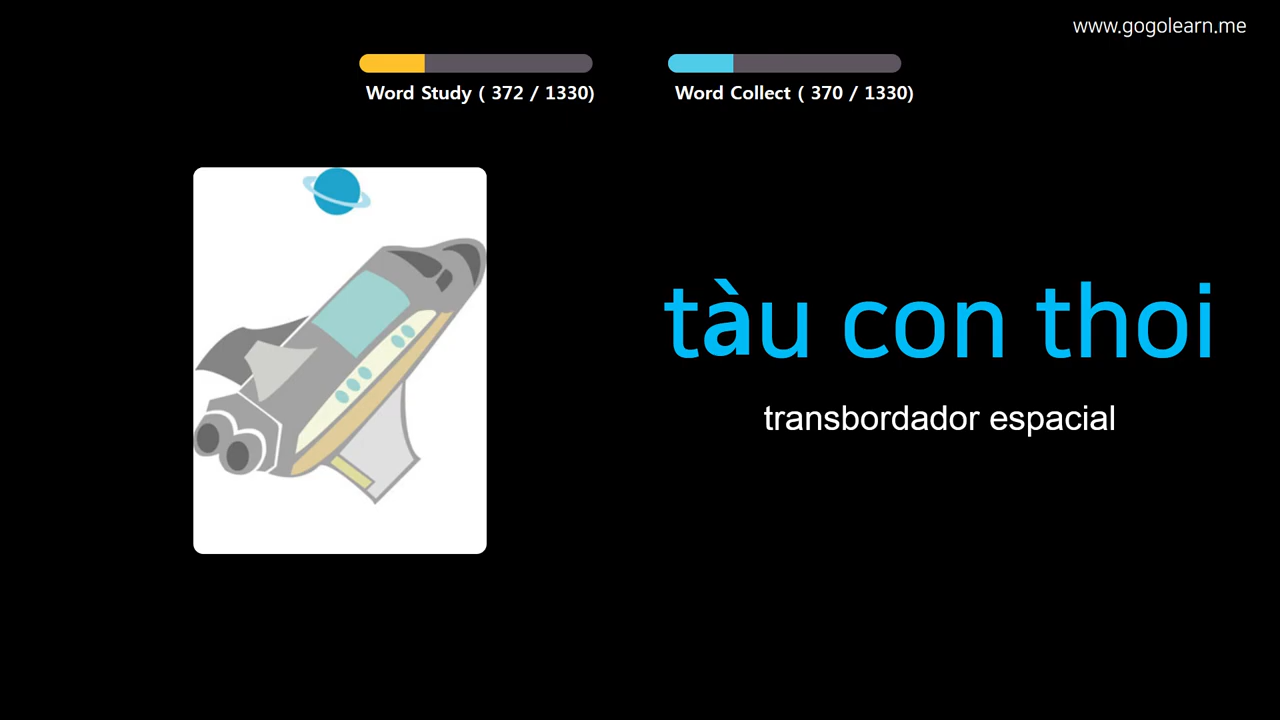 www.gogolearn.me
Word Study ( 372 / 1330)
Word Collect ( 370 / 1330)
tàu con thoi
transbordador espacial